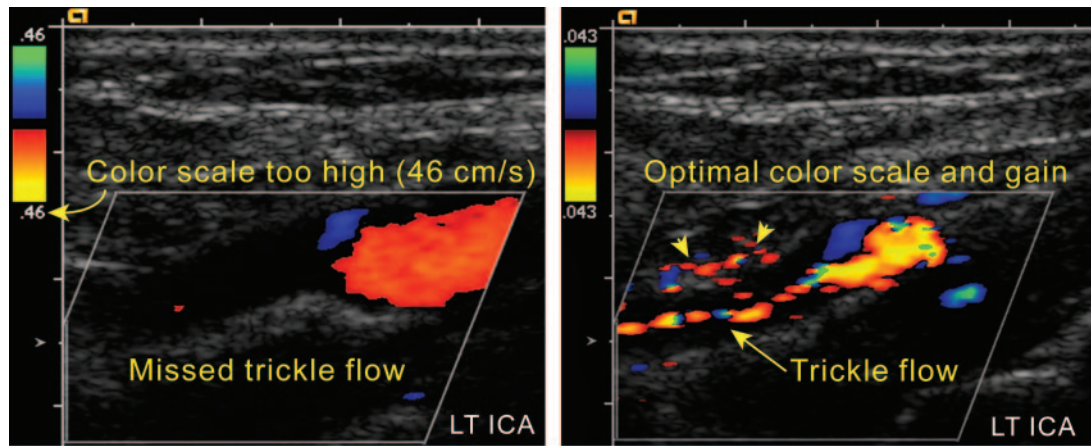 .46
Color scale too high (46 cm/s)
.46
Missed trickle flow
LT ICA
.043
Optimal color scale and gain
.043
Trickle flow
LT ICA